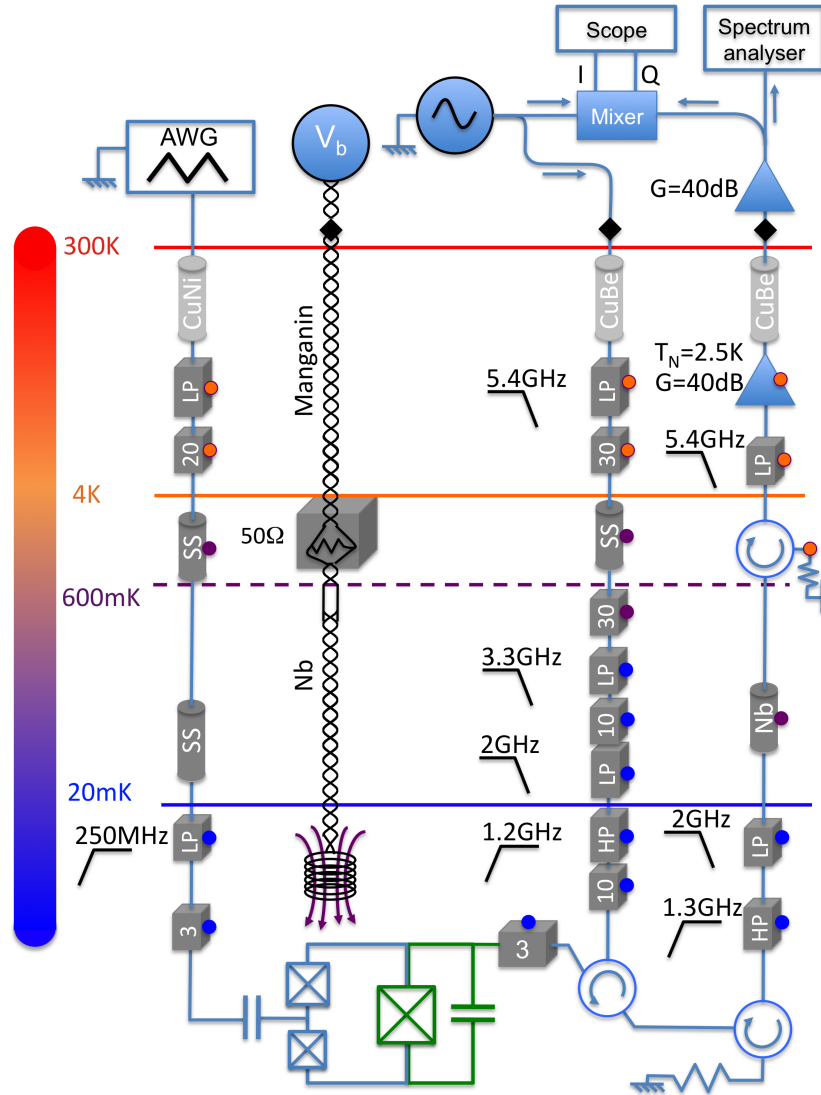 Scope
Spectrum
analyser
I
Q
AWG
V_b
Mixer
G=40dB
300K
CuNi
Manganin
CuBe
CuBe
T_N=2.5K
G=40dB
LP
5.4GHz
LP
20
30
5.4GHz
LP
4K
SS
50Ω
SS
600mK
30
Nb
3.3GHz
LP
SS
10
Nb
2GHz
LP
20mK
250MHz
LP
1.2GHz
HP
2GHz
LP
10
3
3
1.3GHz
HP